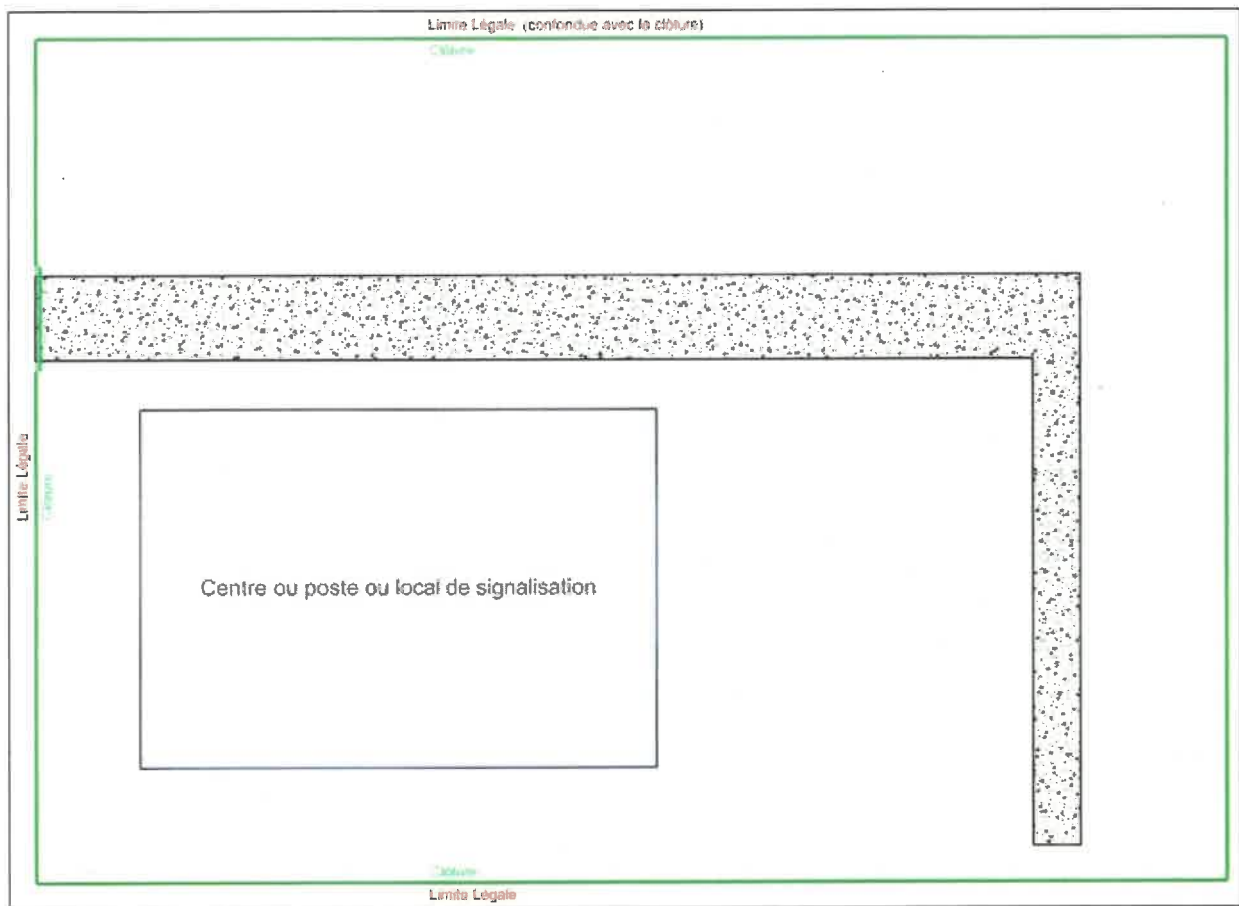 Limite Légale (confondue avec la clôture)
Clôture
Limite Légale
Clôture
Centre ou poste ou local de signalisation
Clôture
Limite Légale